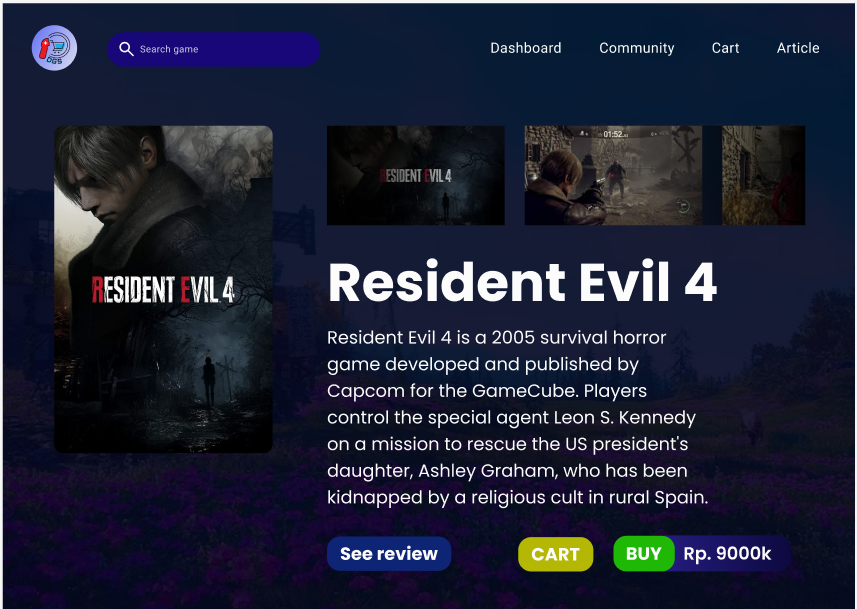 DGS
Search game
Dashboard Community Cart Article
RESIDENT EVIL 4
RESIDENT EVIL 4
01:52
Resident Evil 4
Resident Evil 4 is a 2005 survival horror
game developed and published by
Capcom for the GameCube. Players
control the special agent Leon S. Kennedy
on a mission to rescue the US president's
daughter, Ashley Graham, who has been
kidnapped by a religious cult in rural Spain.
See review CART BUY Rp. 9000k